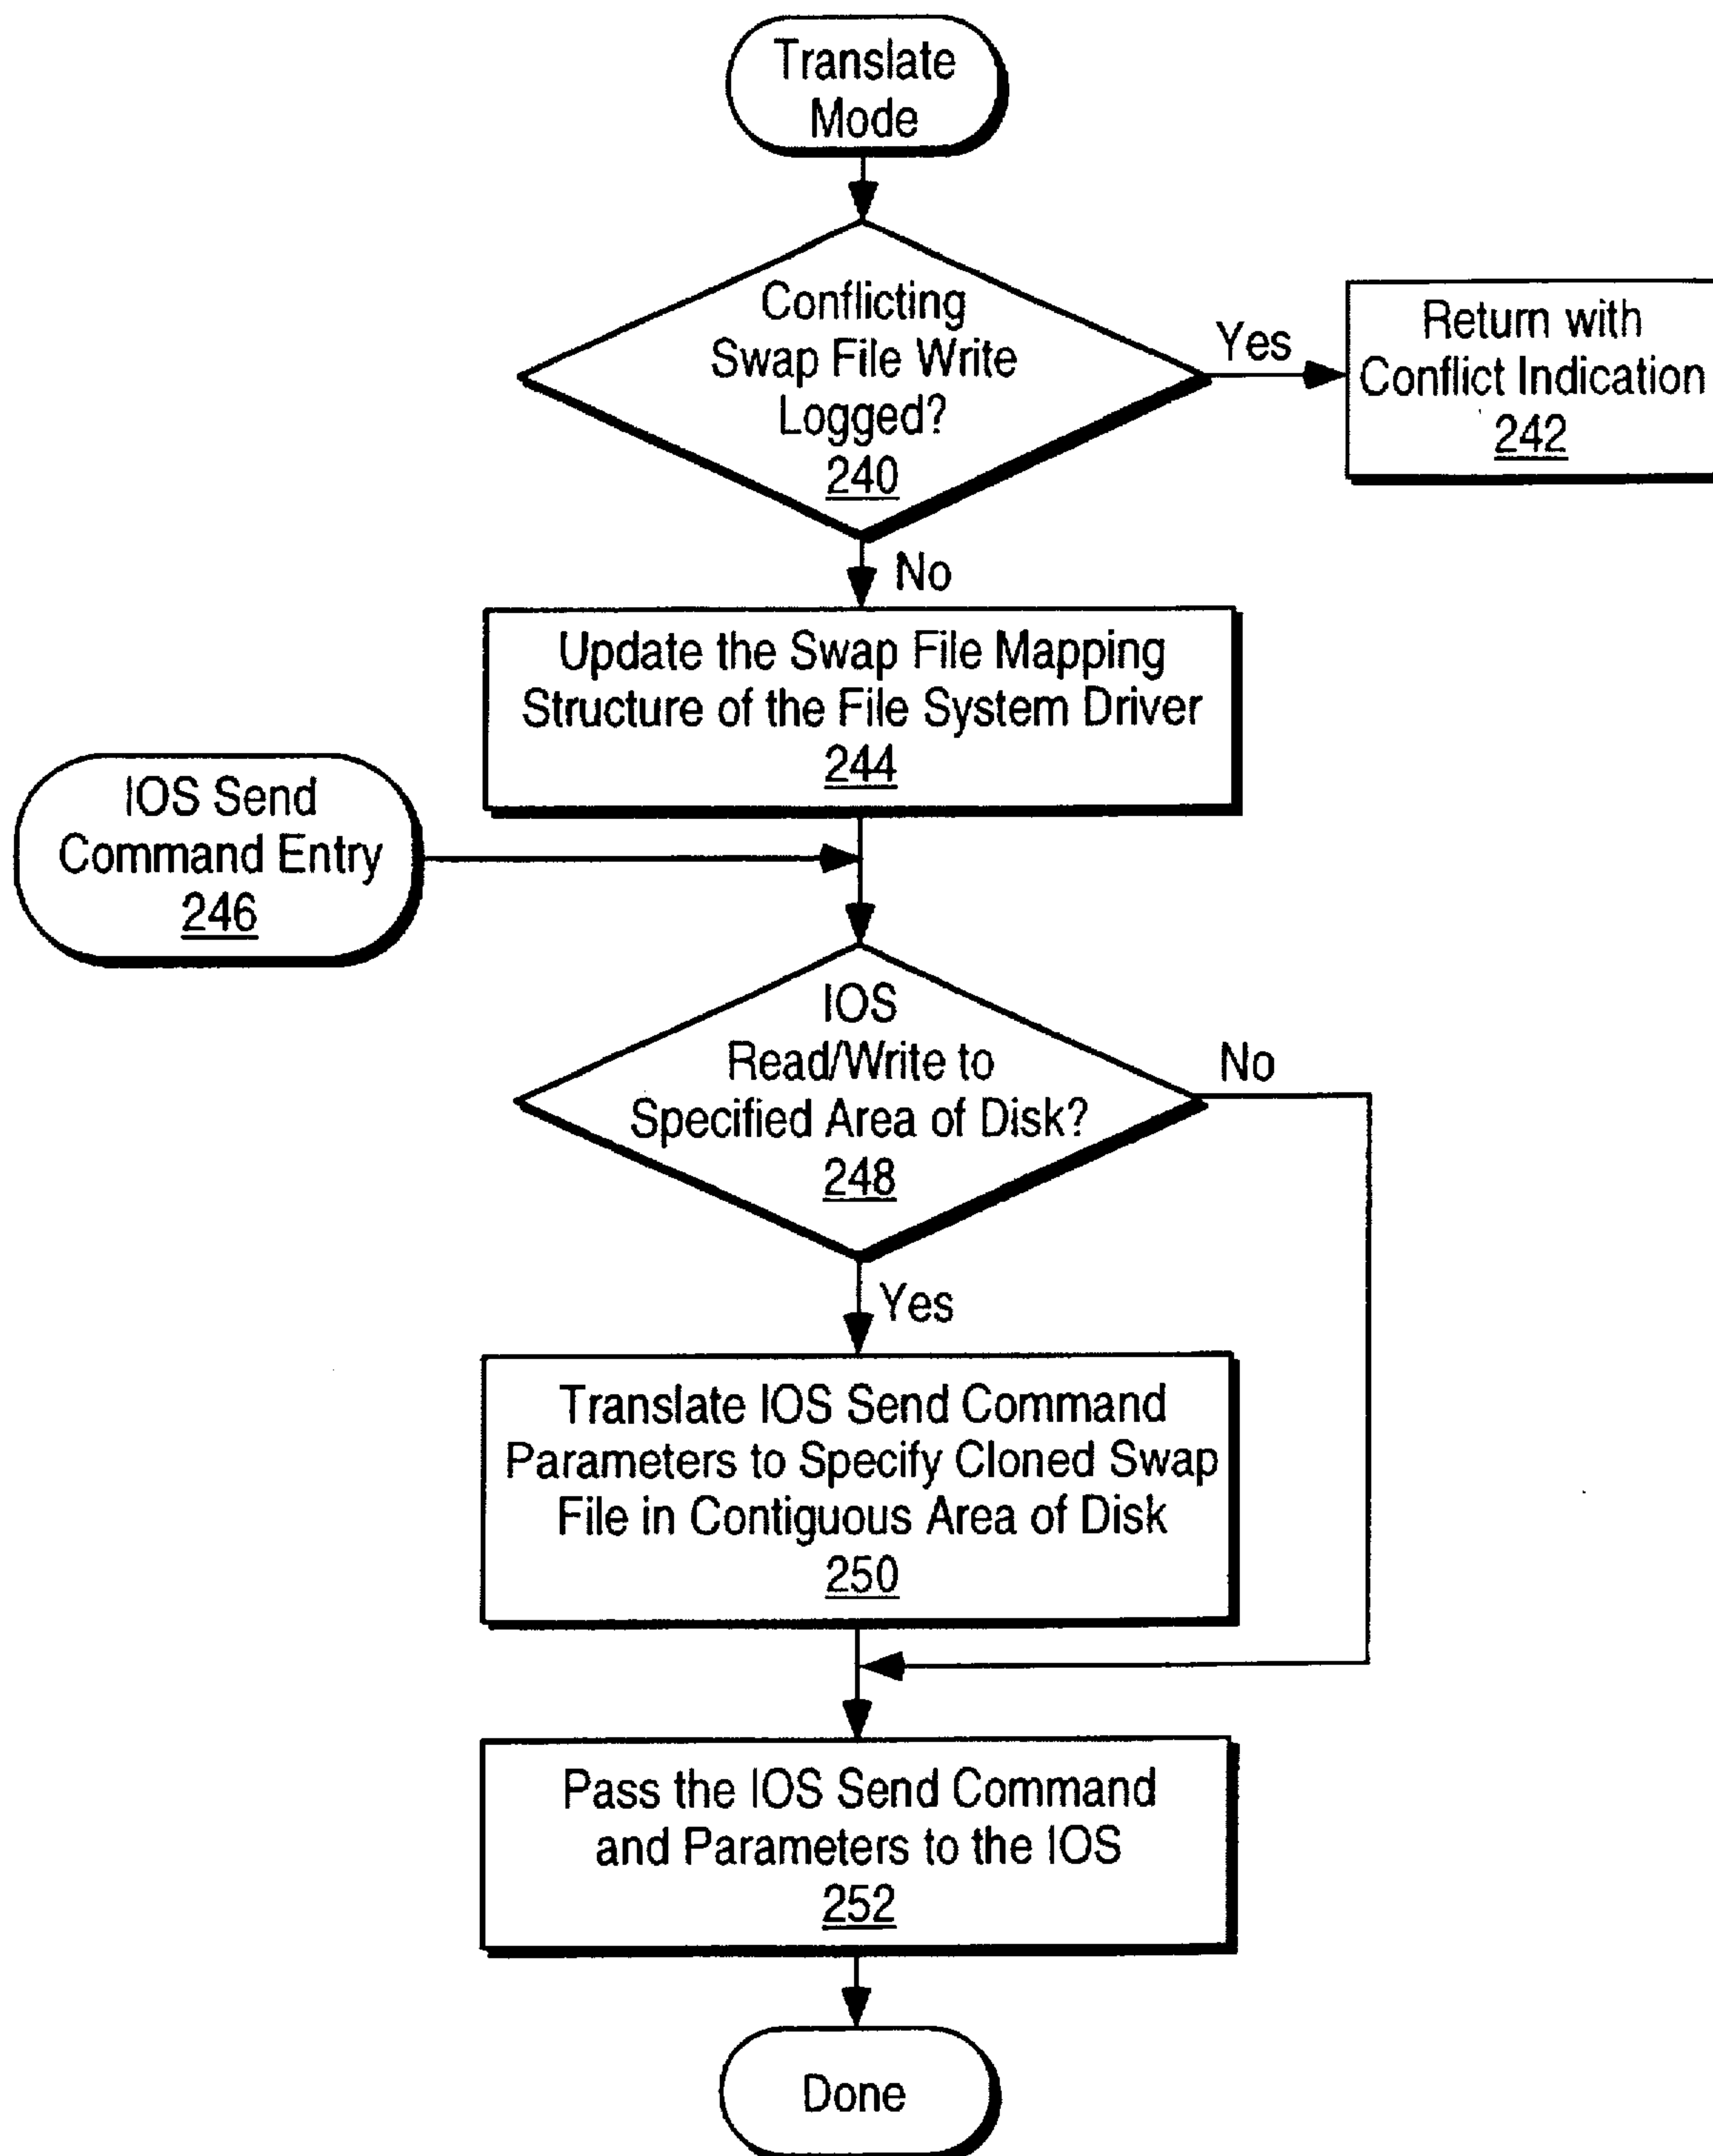 Translate
Mode
Conflicting
Swap File Write
Logged?
240
Yes
Return with
Conflict Indication
242
No
Update the Swap File Mapping
Structure of the File System Driver
244
IOS Send
Command Entry
246
IOS
Read/Write to
Specified Area of Disk?
248
No
Yes
Translate IOS Send Command
Parameters to Specify Cloned Swap
File in Contiguous Area of Disk
250
Pass the IOS Send Command
and Parameters to the IOS
252
Done